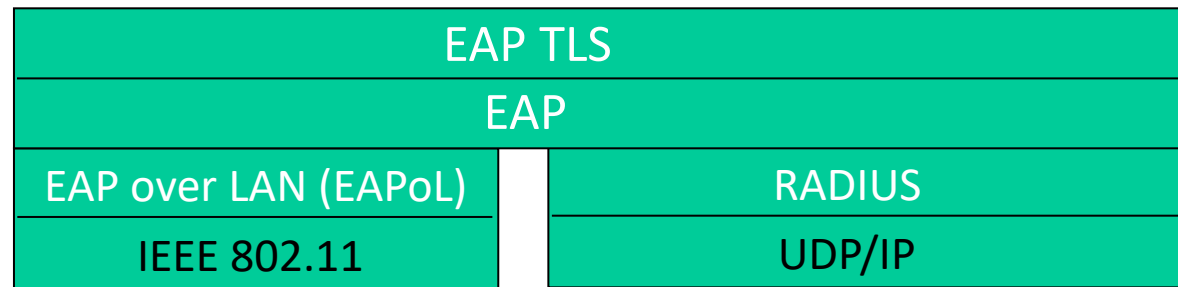 EAP TLS
EAP
EAP over LAN (EAPoL)
RADIUS
IEEE 802.11
UDP/IP